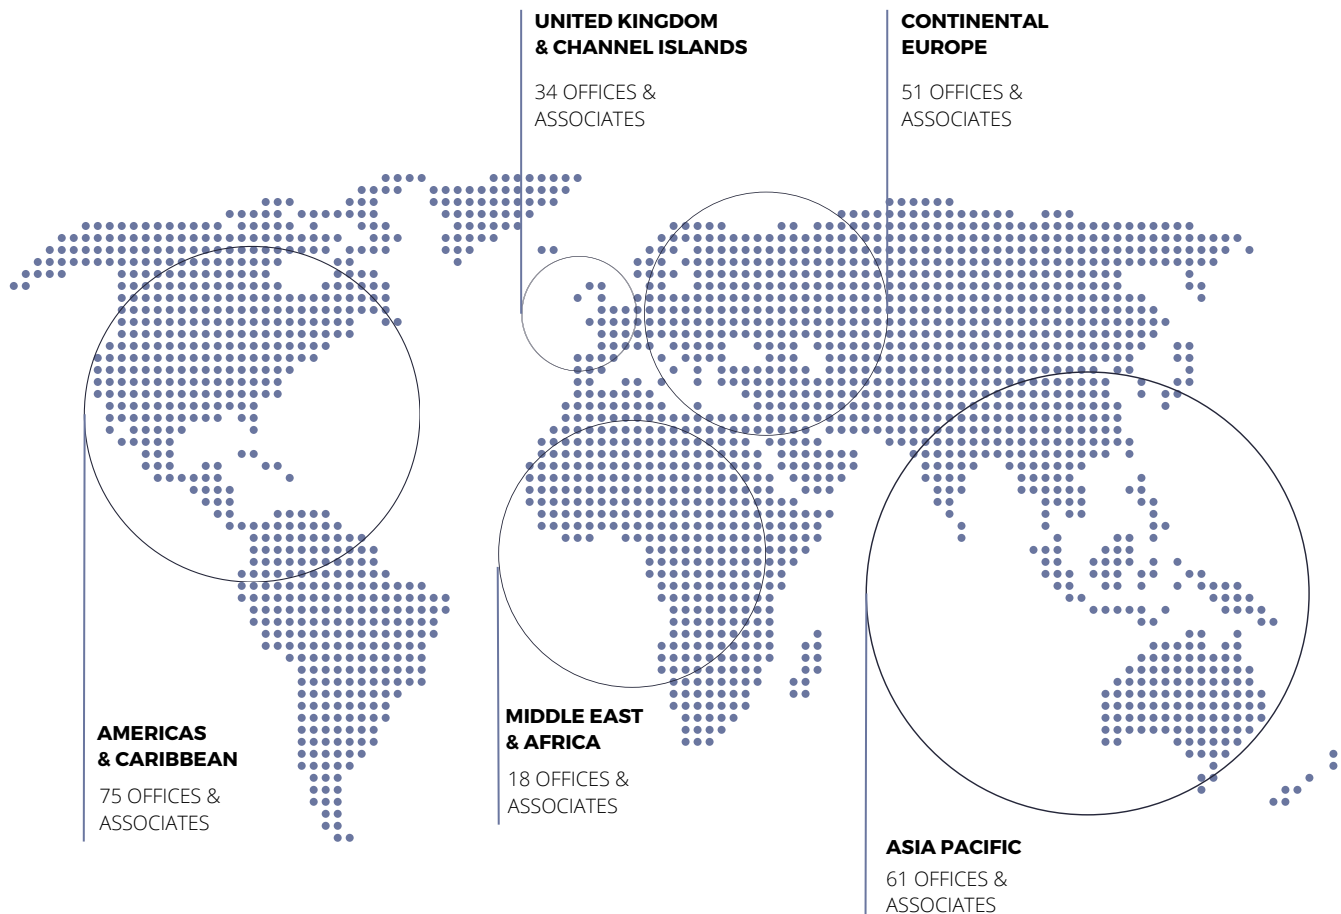 UNITED KINGDOM
& CHANNEL ISLANDS
34 OFFICES &
ASSOCIATES
CONTINENTAL
EUROPE
51 OFFICES &
ASSOCIATES
AMERICAS
& CARIBBEAN
75 OFFICES &
ASSOCIATES
MIDDLE EAST
& AFRICA
18 OFFICES &
ASSOCIATES
ASIA PACIFIC
61 OFFICES &
ASSOCIATES